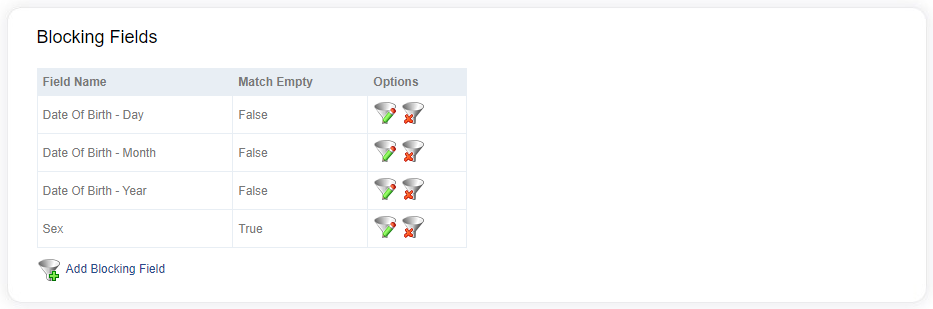 Blocking Fields
Field Name Match Empty Options
Date Of Birth - Day False
Date Of Birth - Month False
Date Of Birth - Year False
Sex True
Add Blocking Field